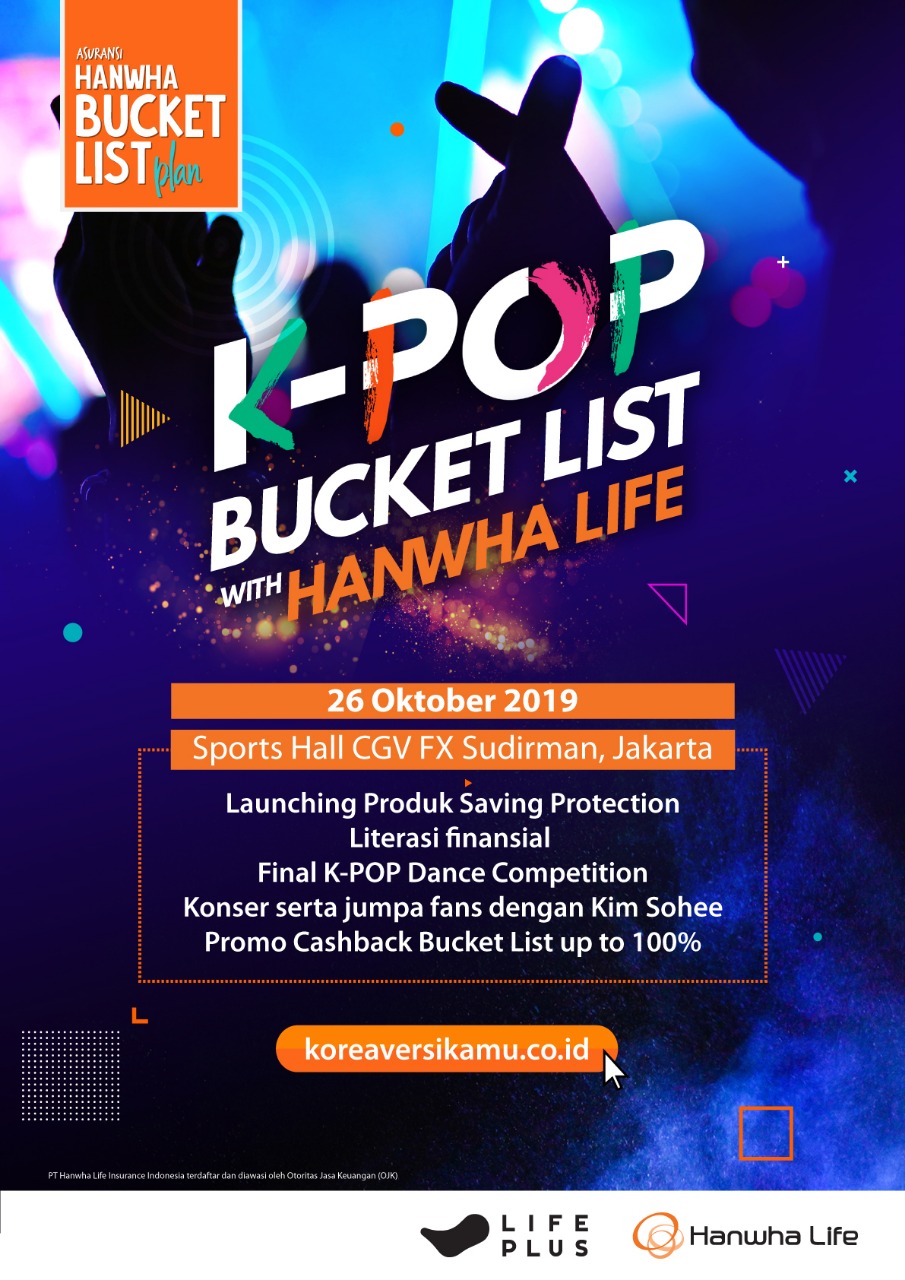 ASURANSI
HANWHA
BUCKET
LIST plan
K-POP
BUCKET LIST
WITH HANWHA LIFE
26 Oktober 2019
Sports Hall CGV FX Sudirman, Jakarta
Launching Produk Saving Protection
Literasi finansial
Final K-POP Dance Competition
Konser serta jumpa fans dengan Kim Sohee
Promo Cashback Bucket List up to 100%
koreaversikamu.co.id
PT Hanwha Life Insurance Indonesia terdaftar dan diawasi oleh Otoritas Jasa Keuangan (OJK)
LIFE
PLUS
Hanwha Life